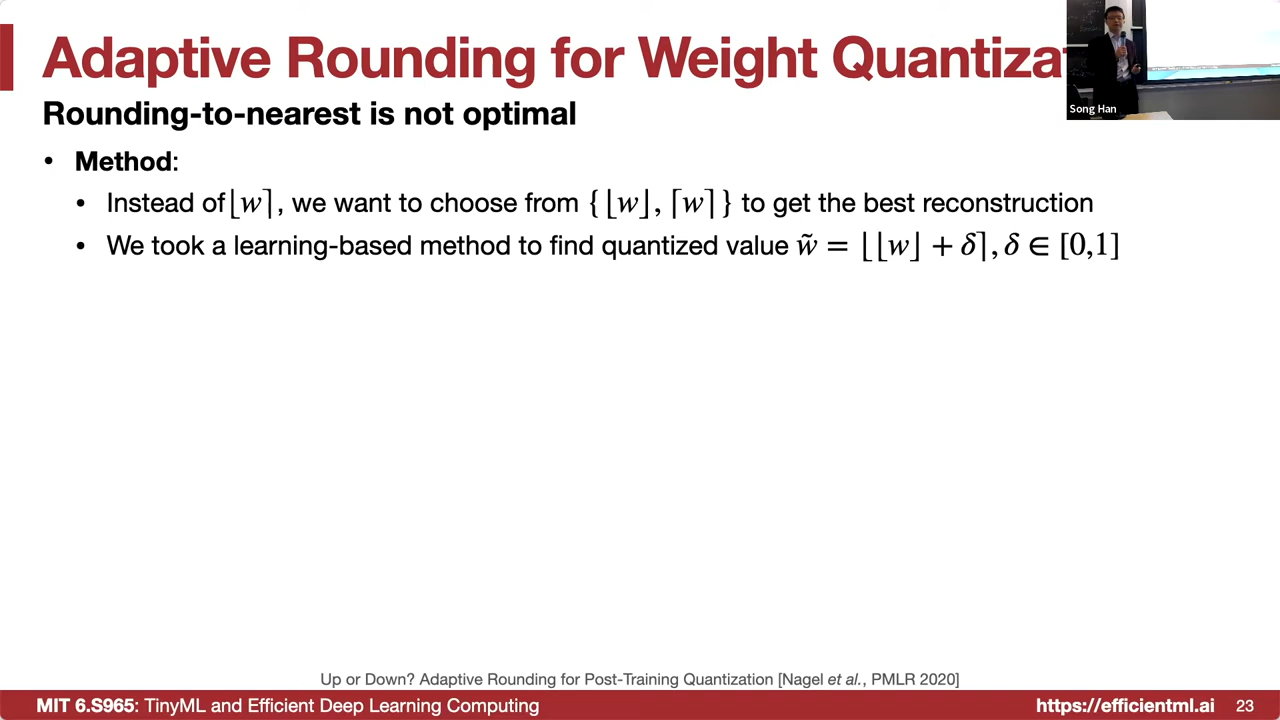 Adaptive Rounding for Weight Quantizat
Song Han
Rounding-to-nearest is not optimal
• Method:
• Instead of ⌊w⌉, we want to choose from {⌊w⌋, ⌈w⌉} to get the best reconstruction
• We took a learning-based method to find quantized value w̃ = ⌊⌊w⌋ + δ⌉, δ ∈ [0,1]
Up or Down? Adaptive Rounding for Post-Training Quantization [Nagel et al., PMLR 2020]
MIT 6.S965: TinyML and Efficient Deep Learning Computing
https://efficientml.ai 23